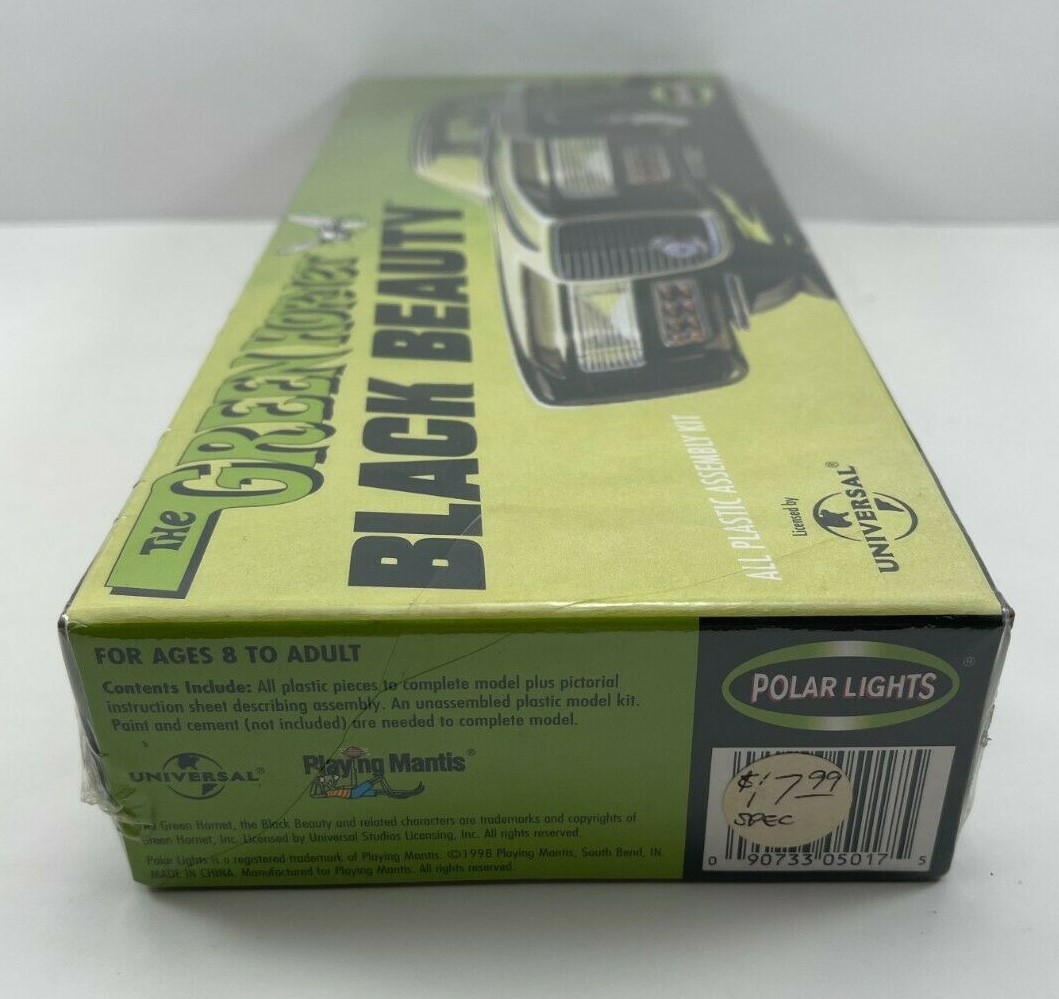 THE GREEN HORNET
BLACK BEAUTY
ALL PLASTIC ASSEMBLY KIT
Licensed by
UNIVERSAL®
FOR AGES 8 TO ADULT
Contents Include: All plastic pieces to complete model plus pictorial
instruction sheet describing assembly. An unassembled plastic model kit.
Paint and cement (not included) are needed to complete model.
UNIVERSAL®
Playing Mantis®
Green Hornet, the Black Beauty and related characters are trademarks and copyrights of
Green Hornet, Inc. Licensed by Universal Studios Licensing, Inc. All rights reserved.
Polar Lights is a registered trademark of Playing Mantis. ©1998 Playing Mantis, South Bend, IN.
MADE IN CHINA. Manufactured for Playing Mantis. All rights reserved.
POLAR LIGHTS®
$17.99
SPEC
0 90733 05017 5